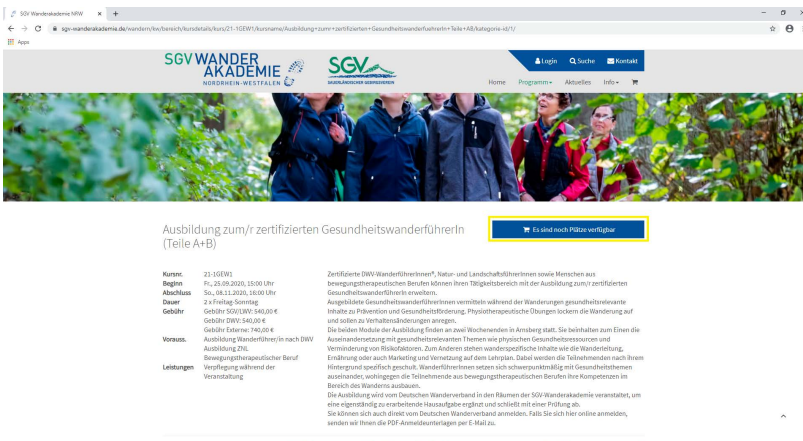 SGV Wanderakademie NRW
sgv-wanderakademie.de/wandern/kw/bereich/kursdetails/kurs/21-1GEW1/kursname/Ausbildung+zumr+zertifizierten+GesundheitswanderfuehrerIn+Teile+AB/kategorie-id/1/
Apps
SGV WANDER AKADEMIE
NORDRHEIN-WESTFALEN
SGV
SAUERLÄNDISCHER GEBIRGSVEREIN
Login Suche Kontakt
Home Programm Aktuelles Info
Ausbildung zum/r zertifizierten GesundheitswanderführerIn
(Teile A+B)
Es sind noch Plätze verfügbar
Kursnr. 21-1GEW1
Beginn Fr., 25.09.2020, 15:00 Uhr
Abschluss So., 08.11.2020, 16:00 Uhr
Dauer 2 x Freitag-Sonntag
Gebühr Gebühr SGV/LWV: 540,00 €
Gebühr DWV: 540,00 €
Gebühr Externe: 740,00 €
Vorauss. Ausbildung Wanderführer/in nach DWV
Ausbildung ZNL
Bewegungstherapeutischer Beruf
Leistungen Verpflegung während der
Veranstaltung
Zertifizierte DWV-WanderführerInnen®, Natur- und LandschaftsführerInnen sowie Menschen aus
bewegungstherapeutischen Berufen können ihren Tätigkeitsbereich mit der Ausbildung zum/r zertifizierten
GesundheitswanderführerIn erweitern.
Ausgebildete GesundheitswanderführerInnen vermitteln während der Wanderungen gesundheitsrelevante
Inhalte zu Prävention und Gesundheitsförderung. Physiotherapeutische Übungen lockern die Wanderung auf
und sollen zu Verhaltensänderungen anregen.
Die beiden Module der Ausbildung finden an zwei Wochenenden in Arnsberg statt. Sie beinhalten zum Einen die
Auseinandersetzung mit gesundheitsrelevanten Themen wie physischen Gesundheitsressourcen und
Verminderung von Risikofaktoren. Zum Anderen stehen wanderspezifische Inhalte wie die Wanderleitung,
Ernährung oder auch Marketing und Vernetzung auf dem Lehrplan. Dabei werden die Teilnehmenden nach ihrem
Hintergrund spezifisch geschult. WanderführerInnen setzen sich schwerpunktmäßig mit Gesundheitsthemen
auseinander, wohingegen die Teilnehmende aus bewegungstherapeutischen Berufen ihre Kompetenzen im
Bereich des Wanderns ausbauen.
Die Ausbildung wird vom Deutschen Wanderverband in den Räumen der SGV-Wanderakademie veranstaltet, um
eine eigenständig zu erarbeitende Hausaufgabe ergänzt und schließt mit einer Prüfung ab.
Sie können sich auch direkt vom Deutschen Wanderverband anmelden. Falls Sie sich hier online anmelden,
senden wir Ihnen die PDF-Anmeldeunterlagen per E-Mail zu.